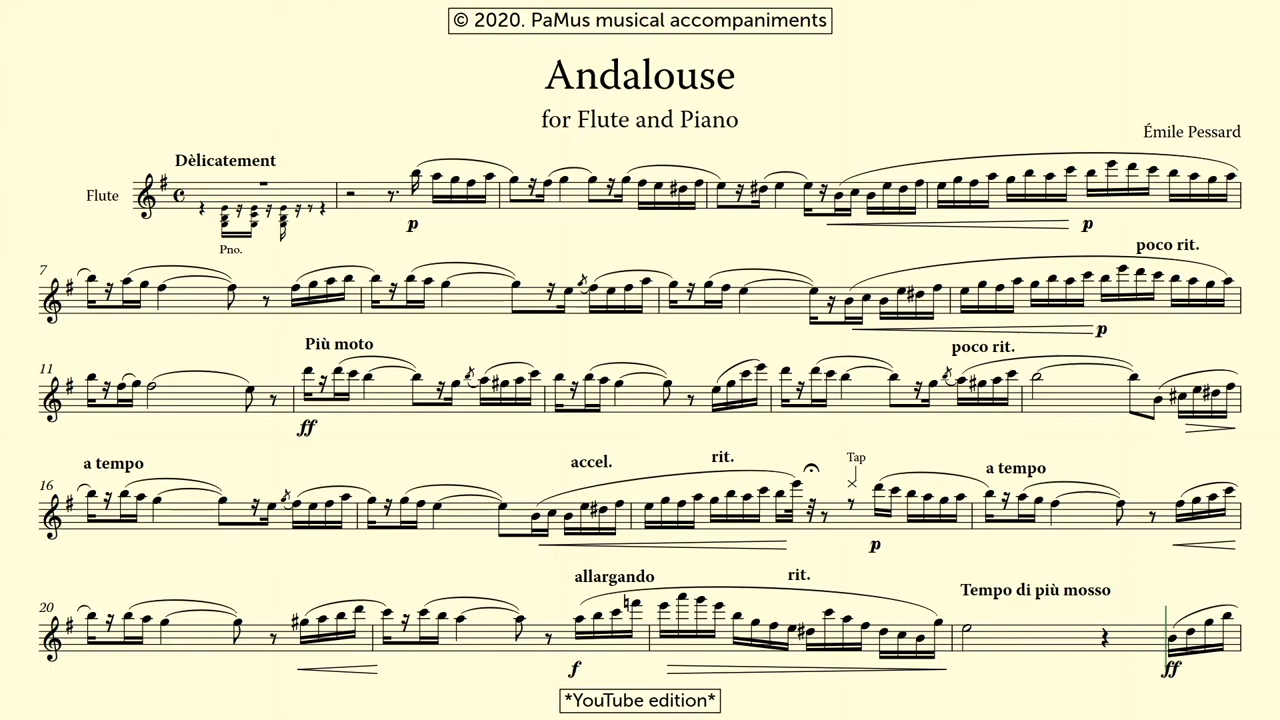 © 2020. PaMus musical accompaniments
Andalouse
for Flute and Piano
Émile Pessard
Dèlicatement
Flute
Pno.
p
p
poco rit.
7
p
Più moto
poco rit.
11
ff
a tempo
accel.
rit.
Tap
a tempo
16
p
allargando
rit.
Tempo di più mosso
20
f
ff
*YouTube edition*